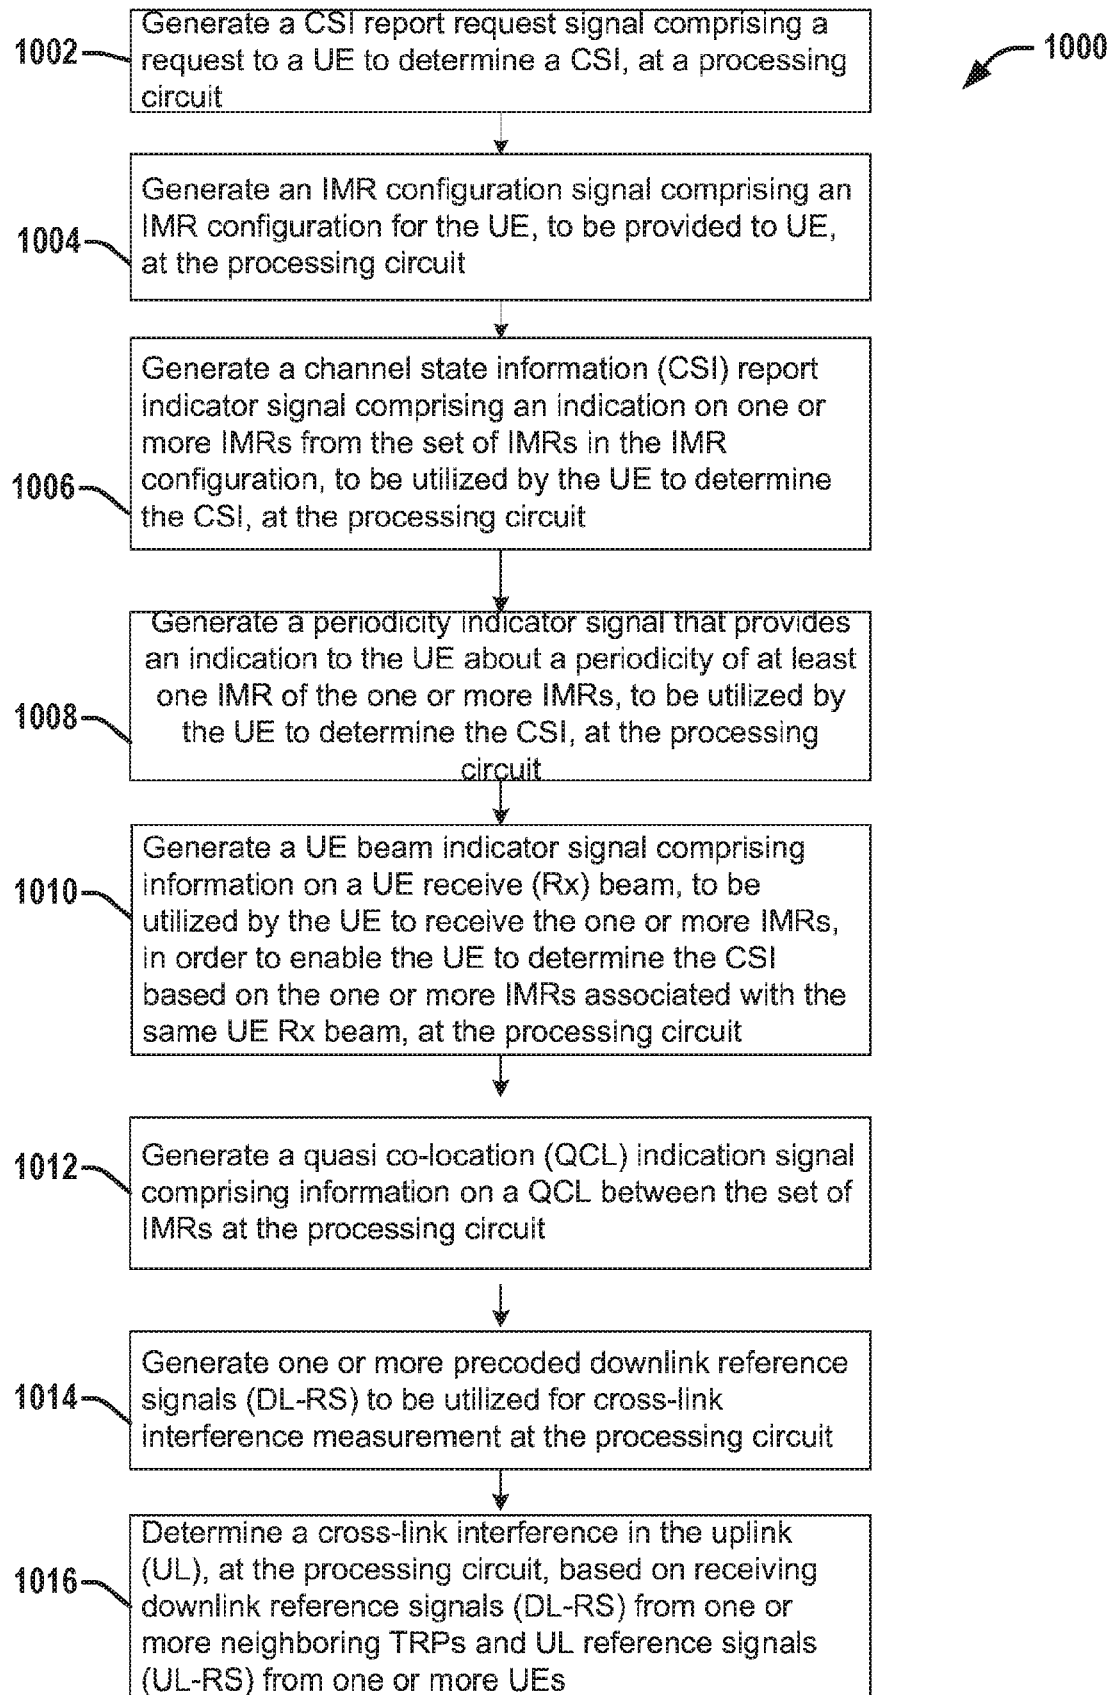 Generate a CSI report request signal comprising a
request to a UE to determine a CSI, at a processing
circuit
1002
1000
Generate an IMR configuration signal comprising an
IMR configuration for the UE, to be provided to UE,
at the processing circuit
1004
Generate a channel state information (CSI) report
indicator signal comprising an indication on one or
more IMRs from the set of IMRs in the IMR
configuration, to be utilized by the UE to determine
the CSI, at the processing circuit
1006
Generate a periodicity indicator signal that provides
an indication to the UE about a periodicity of at least
one IMR of the one or more IMRs, to be utilized by
the UE to determine the CSI, at the processing
circuit
1008
Generate a UE beam indicator signal comprising
information on a UE receive (Rx) beam, to be
utilized by the UE to receive the one or more IMRs,
in order to enable the UE to determine the CSI
based on the one or more IMRs associated with the
same UE Rx beam, at the processing circuit
1010
Generate a quasi co-location (QCL) indication signal
comprising information on a QCL between the set of
IMRs at the processing circuit
1012
Generate one or more precoded downlink reference
signals (DL-RS) to be utilized for cross-link
interference measurement at the processing circuit
1014
Determine a cross-link interference in the uplink
(UL), at the processing circuit, based on receiving
downlink reference signals (DL-RS) from one or
more neighboring TRPs and UL reference signals
(UL-RS) from one or more UEs
1016